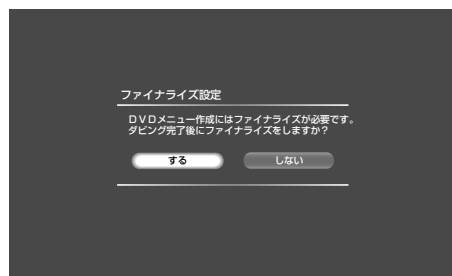 ファイナライズ設定
ＤＶＤメニュー作成にはファイナライズが必要です。
ダビング完了後にファイナライズをしますか？
する　しない